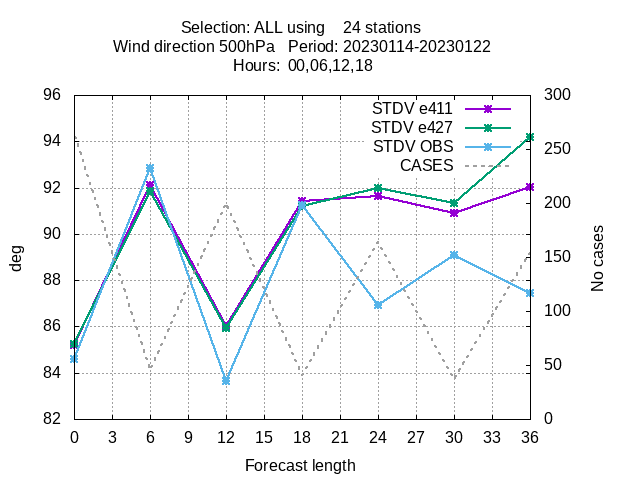 Selection: ALL using 24 stations
Wind direction 500hPa Period: 20230114-20230122
Hours: 00,06,12,18
96 300
STDV e411
94 250
STDV e427
STDV OBS
CASES
92 200
90
deg
No cases
150
88
100
86
50
84
82 0
0 3 6 9 12 15 18 21 24 27 30 33 36
Forecast length